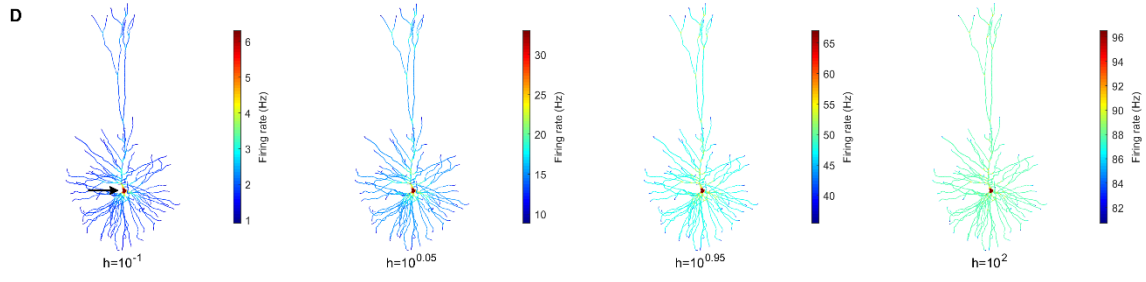 D
6
5
4
3
2
1
Firing rate (Hz)
h=10^-1
30
25
20
15
10
Firing rate (Hz)
h=10^0.05
65
60
55
50
45
40
Firing rate (Hz)
h=10^0.95
96
94
92
90
88
86
84
82
Firing rate (Hz)
h=10^2